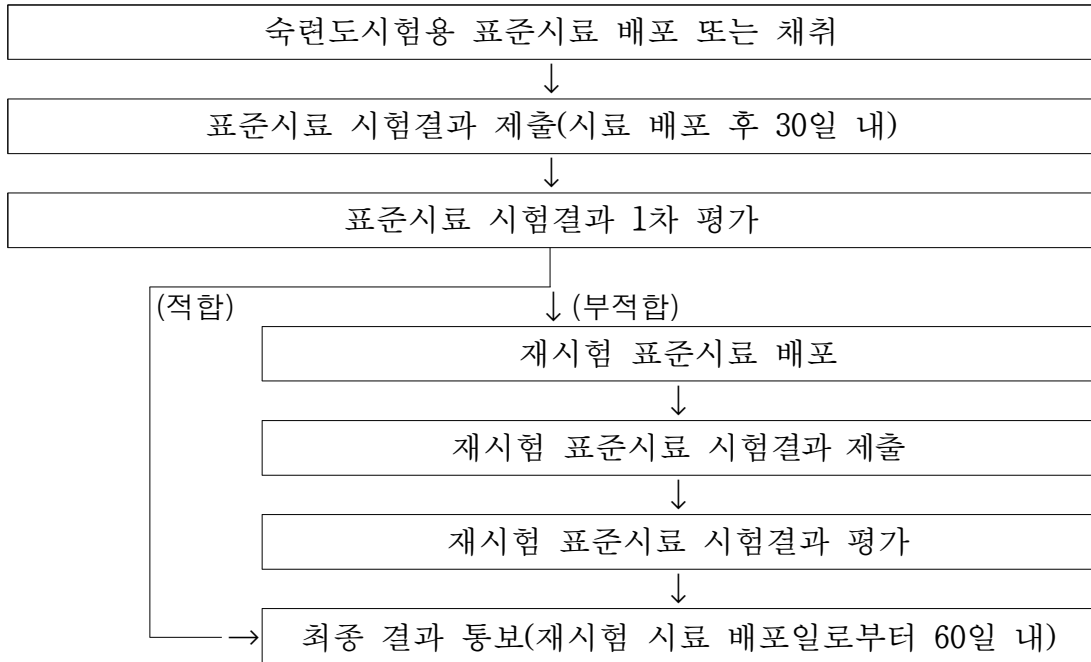 숙련도시험용 표준시료 배포 또는 채취
↓
표준시료 시험결과 제출(시료 배포 후 30일 내)
↓
표준시료 시험결과 1차 평가
(적합)
↓ (부적합)
재시험 표준시료 배포
↓
재시험 표준시료 시험결과 제출
↓
재시험 표준시료 시험결과 평가
↓
→ 최종 결과 통보(재시험 시료 배포일로부터 60일 내)